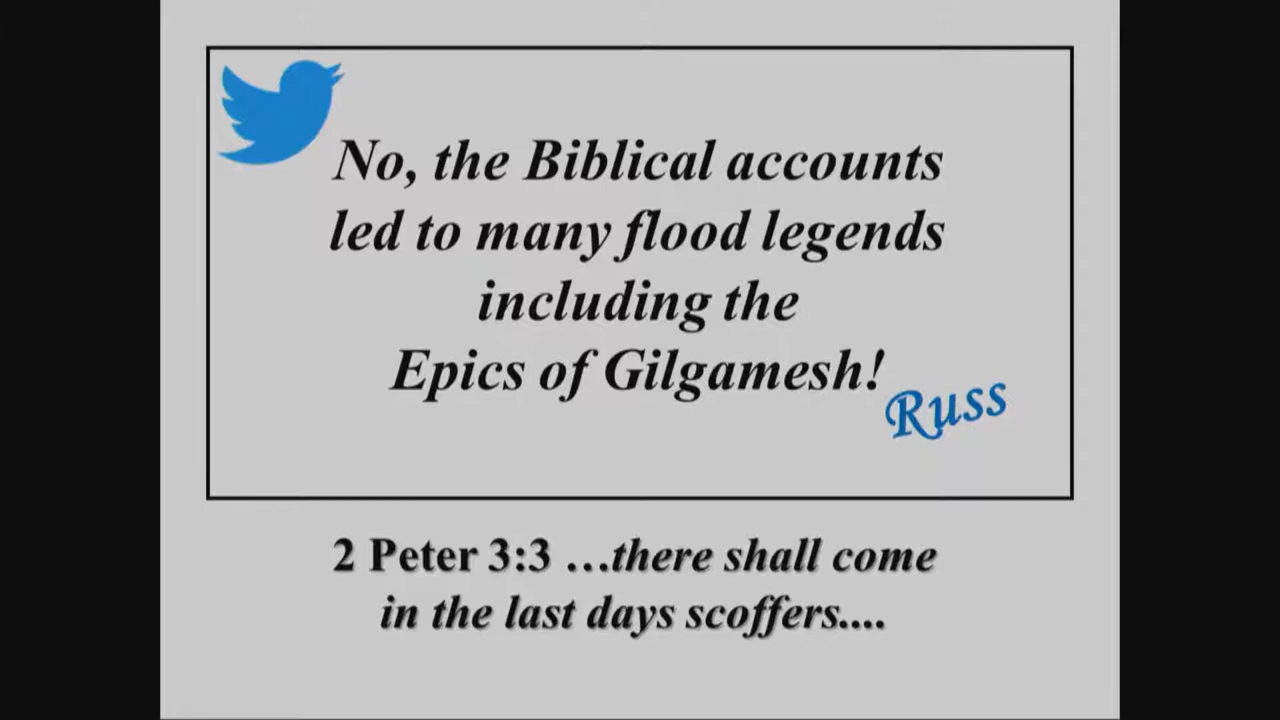 No, the Biblical accounts
led to many flood legends
including the
Epics of Gilgamesh!
Russ
2 Peter 3:3 …there shall come
in the last days scoffers....